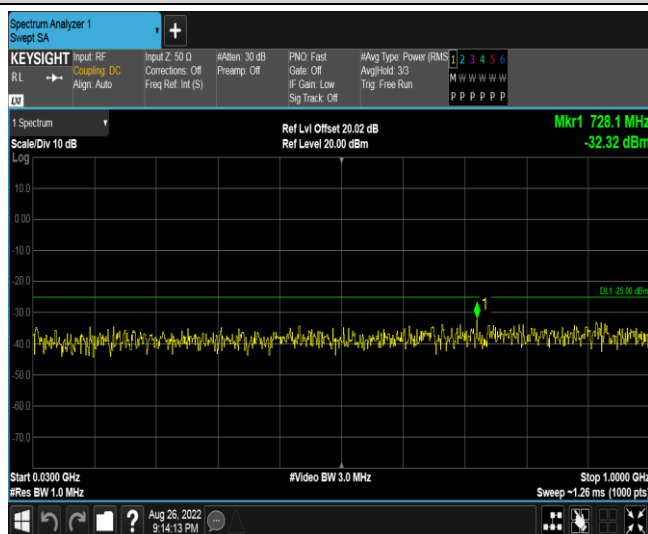 Spectrum Analyzer 1
Swept SA
KEYSIGHT
RL
LXI
Input: RF
Coupling: DC
Align: Auto
Input Z: 50 Ω
Corrections: Off
Freq Ref: Int (S)
#Atten: 30 dB
Preamp: Off
PNO: Fast
Gate: Off
IF Gain: Low
Sig Track: Off
#Avg Type: Power (RMS
Avg|Hold: 3/3
Trig: Free Run
1 2 3 4 5 6
M W W W W W
P P P P P P
1 Spectrum
Scale/Div 10 dB
Log
Ref Lvl Offset 20.02 dB
Ref Level 20.00 dBm
Mkr1 728.1 MHz
-32.32 dBm
10.0
0.00
-10.0
-20.0
-30.0
-40.0
-50.0
-60.0
-70.0
DL1 -25.00 dBm
1
Start 0.0300 GHz
#Res BW 1.0 MHz
#Video BW 3.0 MHz
Stop 1.0000 GHz
Sweep ~1.26 ms (1000 pts)
?
Aug 26, 2022
9:14:13 PM